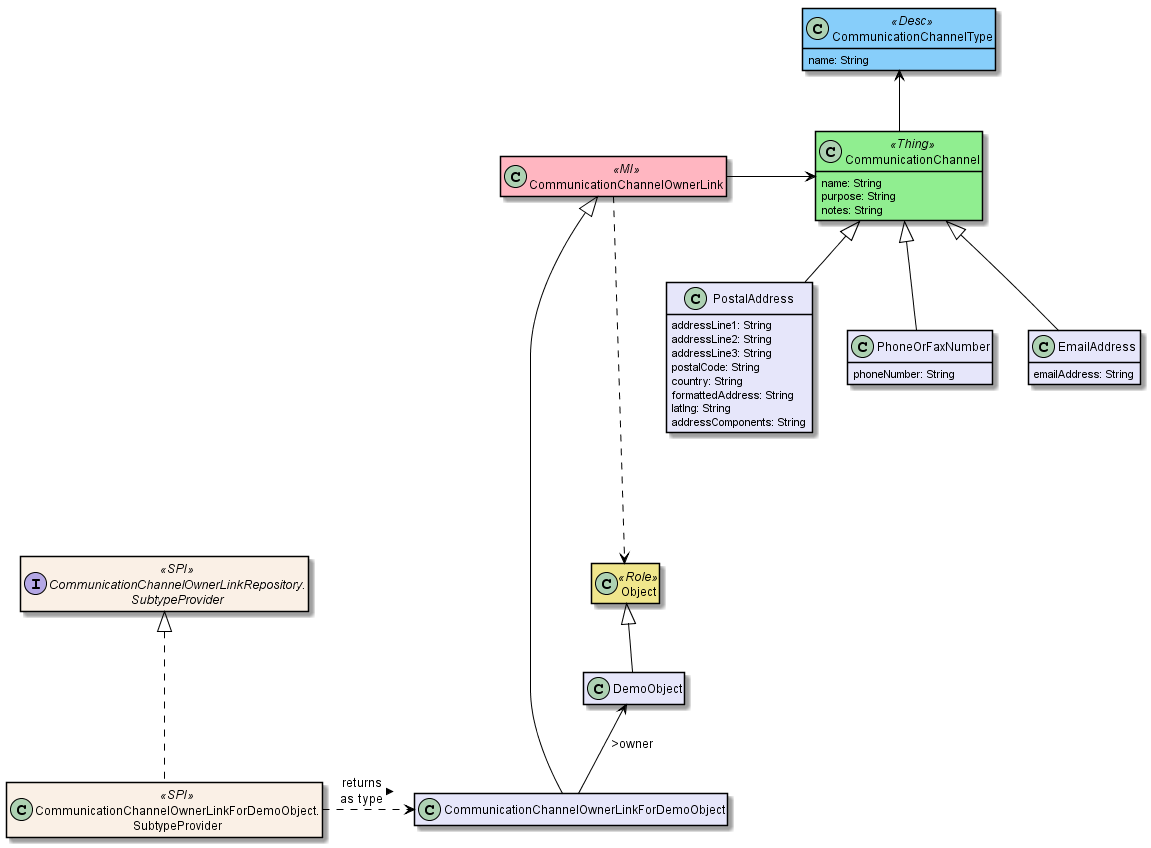 «Desc»
C CommunicationChannelType
name: String
«Thing»
C CommunicationChannel
name: String
purpose: String
notes: String
«MI»
C CommunicationChannelOwnerLink
C PostalAddress
addressLine1: String
addressLine2: String
addressLine3: String
postalCode: String
country: String
formattedAddress: String
latlng: String
addressComponents: String
C PhoneOrFaxNumber
phoneNumber: String
C EmailAddress
emailAddress: String
«SPI»
I CommunicationChannelOwnerLinkRepository.
SubtypeProvider
«Role»
C Object
C DemoObject
>owner
«SPI»
C CommunicationChannelOwnerLinkForDemoObject.
SubtypeProvider
returns
as type
C CommunicationChannelOwnerLinkForDemoObject